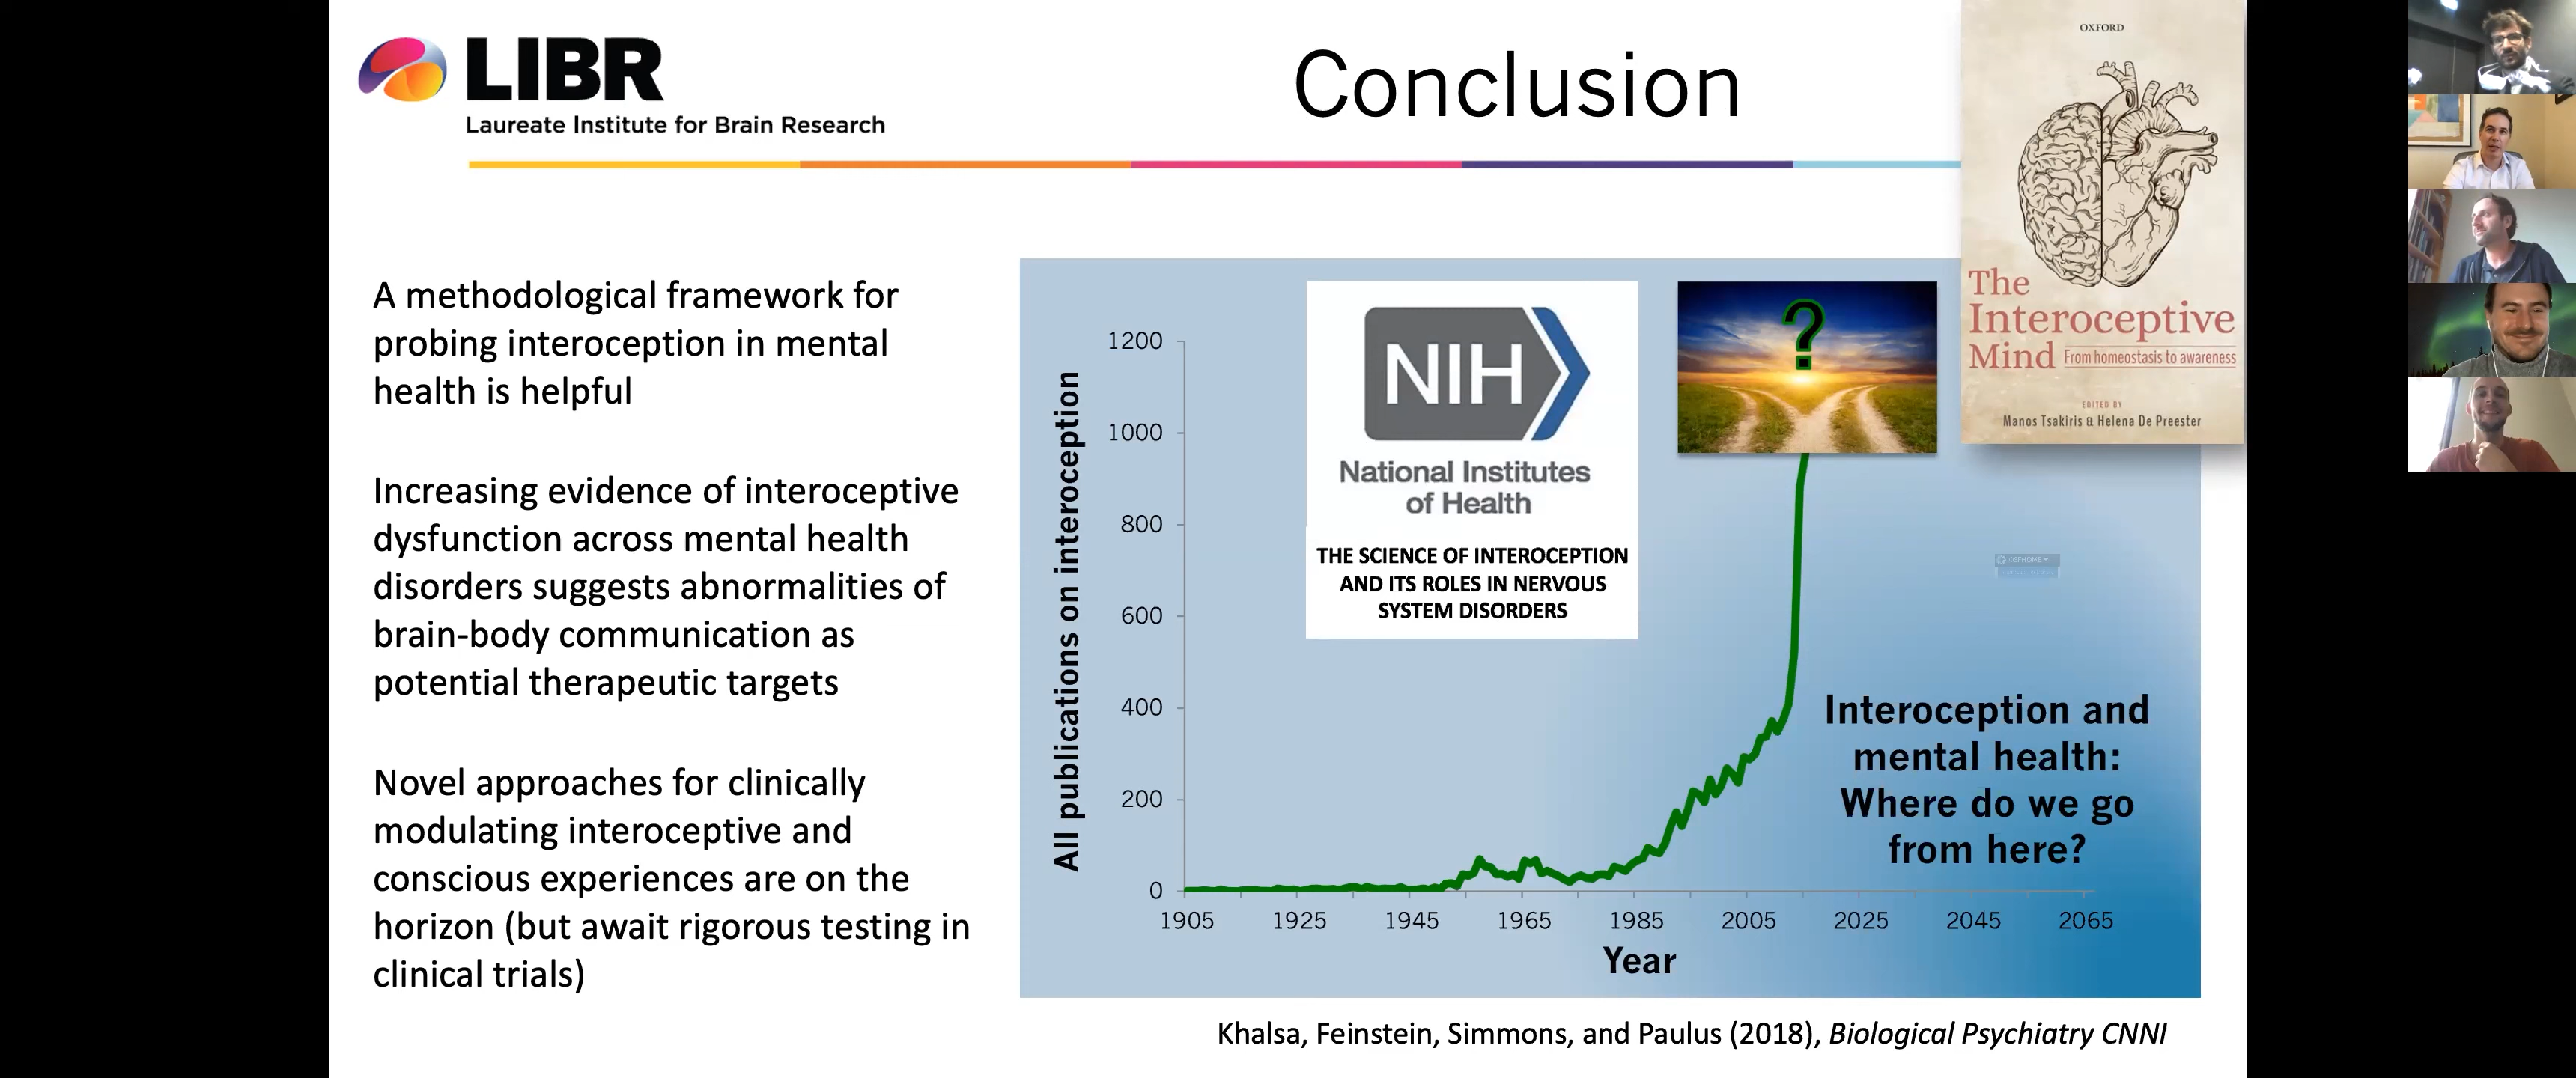 LIBR
Laureate Institute for Brain Research
Conclusion
A methodological framework for
probing interoception in mental
health is helpful
Increasing evidence of interoceptive
dysfunction across mental health
disorders suggests abnormalities of
brain-body communication as
potential therapeutic targets
Novel approaches for clinically
modulating interoceptive and
conscious experiences are on the
horizon (but await rigorous testing in
clinical trials)
All publications on interoception
1200
1000
800
600
400
200
0
1905
1925
1945
1965
1985
2005
2025
2045
2065
Year
NIH
National Institutes
of Health
THE SCIENCE OF INTEROCEPTION
AND ITS ROLES IN NERVOUS
SYSTEM DISORDERS
?
OXFORD
The
Interoceptive
Mind From homeostasis to awareness
EDITED BY
Manos Tsakiris & Helena De Preester
Interoception and
mental health:
Where do we go
from here?
Khalsa, Feinstein, Simmons, and Paulus (2018), Biological Psychiatry CNNI